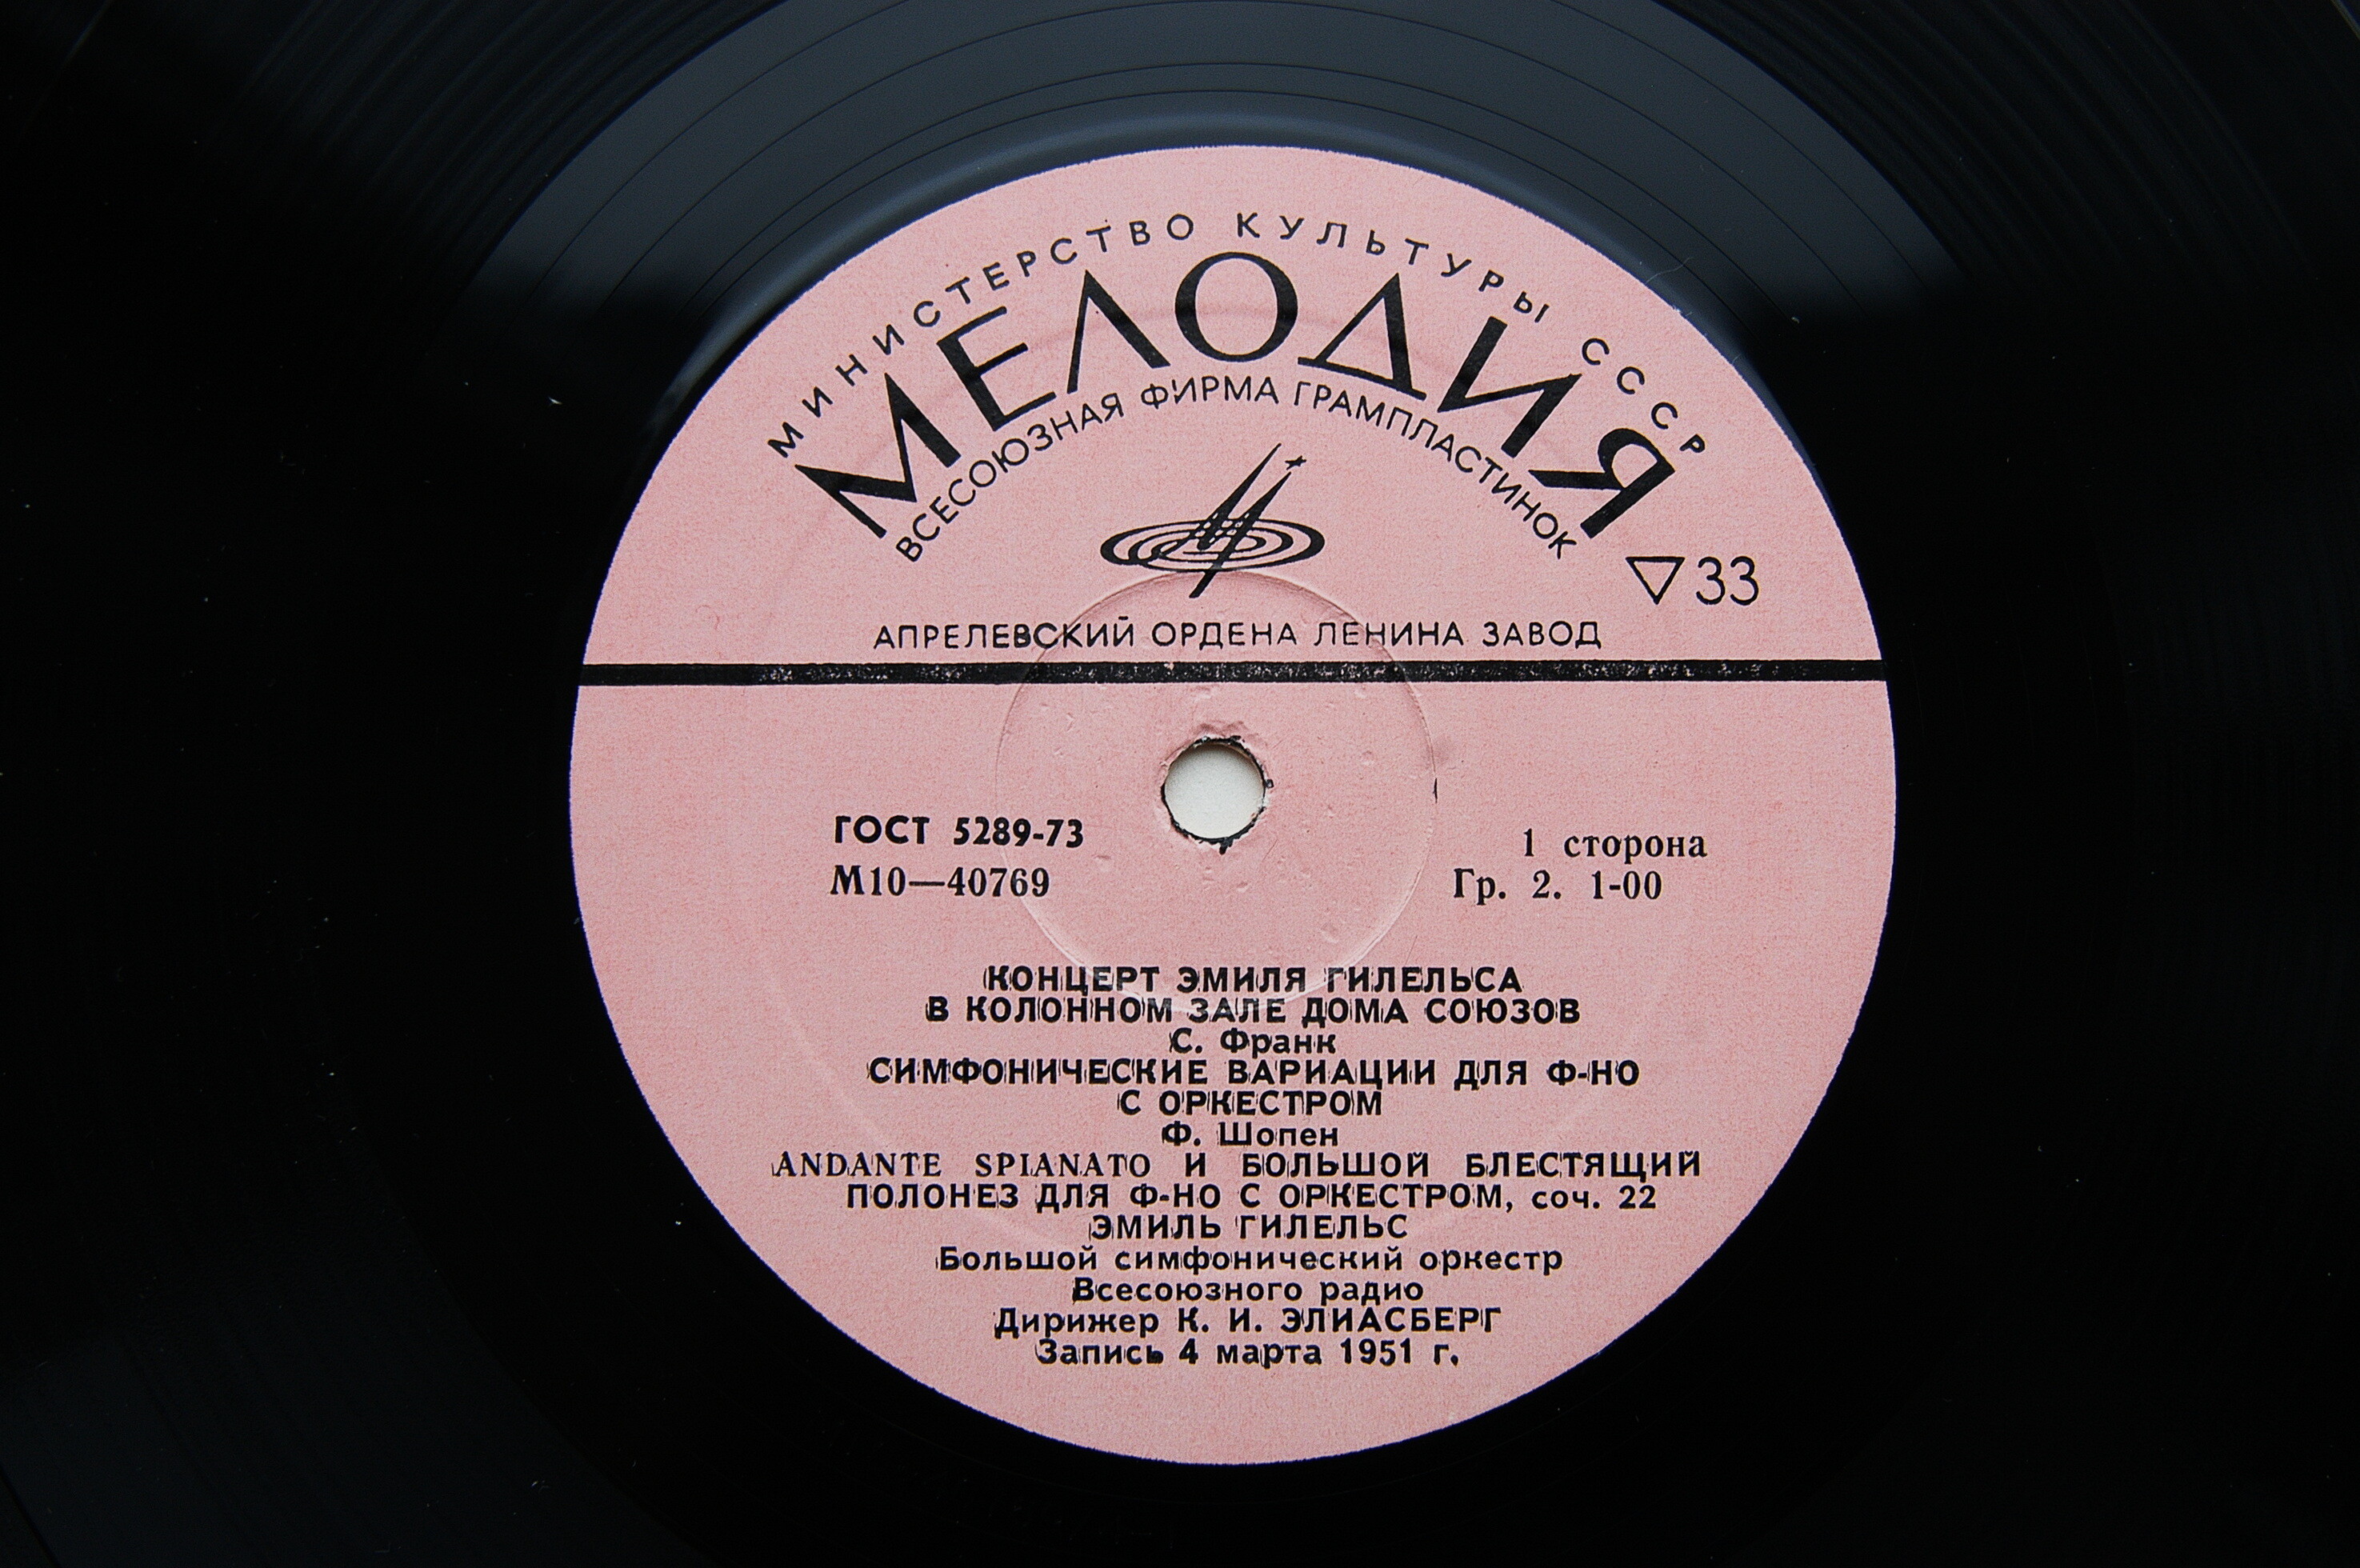 МИНИСТЕРСТВО КУЛЬТУРЫ СССР
МЕЛОДИЯ
ВСЕСОЮЗНАЯ ФИРМА ГРАМПЛАСТИНОК
33
АПРЕЛЕВСКИЙ ОРДЕНА ЛЕНИНА ЗАВОД
ГОСТ 5289-73
М10—40769
1 сторона
Гр. 2. 1-00
КОНЦЕРТ ЭМИЛЯ ГИЛЕЛЬСА
В КОЛОННОМ ЗАЛЕ ДОМА СОЮЗОВ
С. Франк
СИМФОНИЧЕСКИЕ ВАРИАЦИИ ДЛЯ Ф-НО
С ОРКЕСТРОМ
Ф. Шопен
ANDANTE SPIANATO И БОЛЬШОЙ БЛЕСТЯЩИЙ
ПОЛОНЕЗ ДЛЯ Ф-НО С ОРКЕСТРОМ, соч. 22
ЭМИЛЬ ГИЛЕЛЬС
Большой симфонический оркестр
Всесоюзного радио
Дирижер К. И. ЭЛИАСБЕРГ
Запись 4 марта 1951 г.